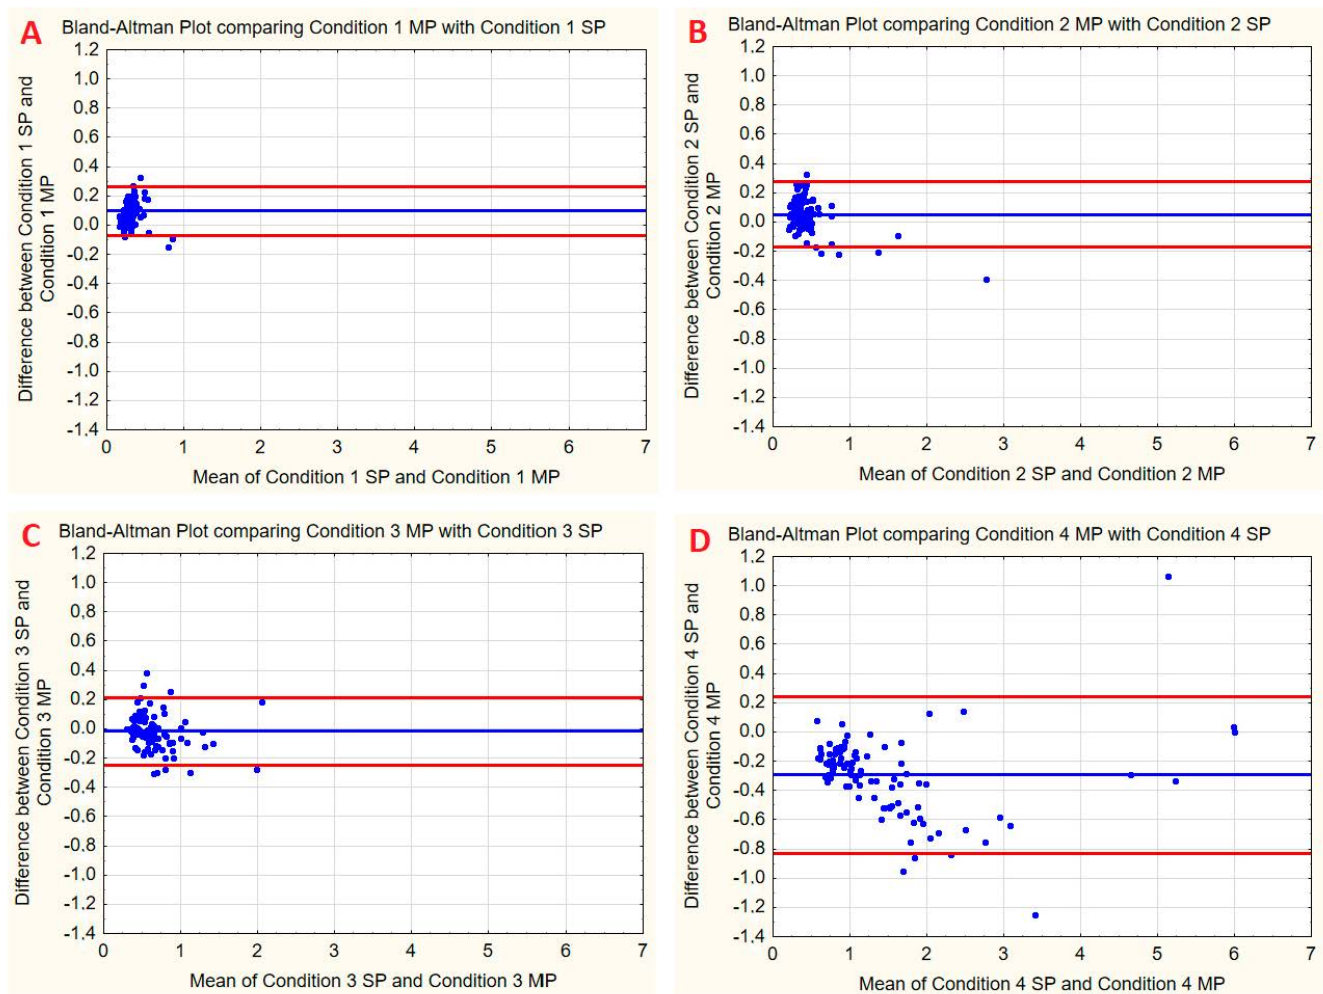 A
Bland-Altman Plot comparing Condition 1 MP with Condition 1 SP
Difference between Condition 1 SP and
Condition 1 MP
1.2
1.0
0.8
0.6
0.4
0.2
0.0
-0.2
-0.4
-0.6
-0.8
-1.0
-1.2
-1.4
0 1 2 3 4 5 6 7
Mean of Condition 1 SP and Condition 1 MP
B
Bland-Altman Plot comparing Condition 2 MP with Condition 2 SP
Difference between Condition 2 SP and
Condition 2 MP
1.2
1.0
0.8
0.6
0.4
0.2
0.0
-0.2
-0.4
-0.6
-0.8
-1.0
-1.2
-1.4
0 1 2 3 4 5 6 7
Mean of Condition 2 SP and Condition 2 MP
C
Bland-Altman Plot comparing Condition 3 MP with Condition 3 SP
Difference between Condition 3 SP and
Condition 3 MP
1.2
1.0
0.8
0.6
0.4
0.2
0.0
-0.2
-0.4
-0.6
-0.8
-1.0
-1.2
-1.4
0 1 2 3 4 5 6 7
Mean of Condition 3 SP and Condition 3 MP
D
Bland-Altman Plot comparing Condition 4 MP with Condition 4 SP
Difference between Condition 4 SP and
Condition 4 MP
1.2
1.0
0.8
0.6
0.4
0.2
0.0
-0.2
-0.4
-0.6
-0.8
-1.0
-1.2
-1.4
0 1 2 3 4 5 6 7
Mean of Condition 4 SP and Condition 4 MP